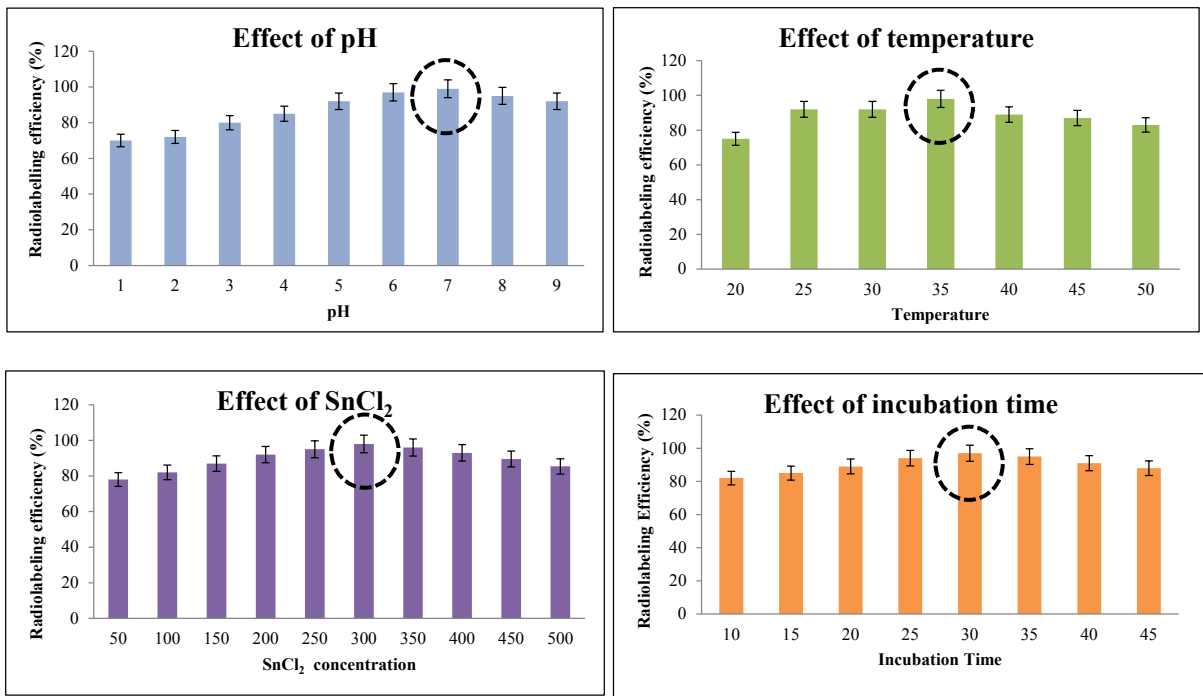 Effect of pH
Radiolabelling efficiency (%)
120
100
80
60
40
20
0
1 2 3 4 5 6 7 8 9
pH
Effect of temperature
Radiolabeling efficiency (%)
120
100
80
60
40
20
0
20 25 30 35 40 45 50
Temperature
Effect of SnCl₂
Radiolabeling efficiency (%)
120
100
80
60
40
20
0
50 100 150 200 250 300 350 400 450 500
SnCl₂ concentration
Effect of incubation time
Radiolabeling Efficiency (%)
120
100
80
60
40
20
0
10 15 20 25 30 35 40 45
Incubation Time